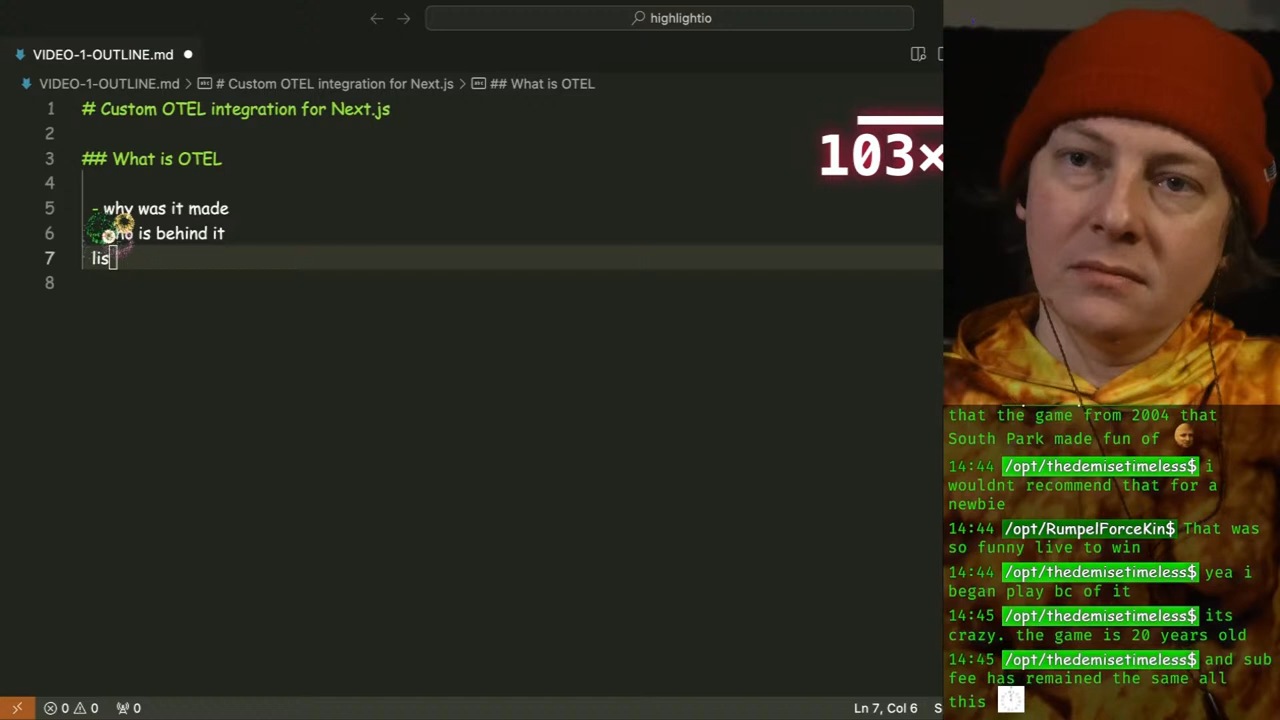 highlightio
VIDEO-1-OUTLINE.md
VIDEO-1-OUTLINE.md > # Custom OTEL integration for Next.js > ## What is OTEL
1 # Custom OTEL integration for Next.js
2
3 ## What is OTEL
4
5 - why was it made
6 is behind it
7 lis
8
103×
that the game from 2004 that
South Park made fun of
14:44 /opt/thedemisetimeless$ i
wouldnt recommend that for a
newbie
14:44 /opt/RumpelForceKin$ That was
so funny live to win
14:45 /opt/thedemisetimeless$ yea i
began play bc of it
14:45 /opt/thedemisetimeless$ its
crazy. the game is 20 years old
14:45 /opt/thedemisetimeless$ and sub
fee has remained the same all
this
0 0 0
Ln 7, Col 6
S